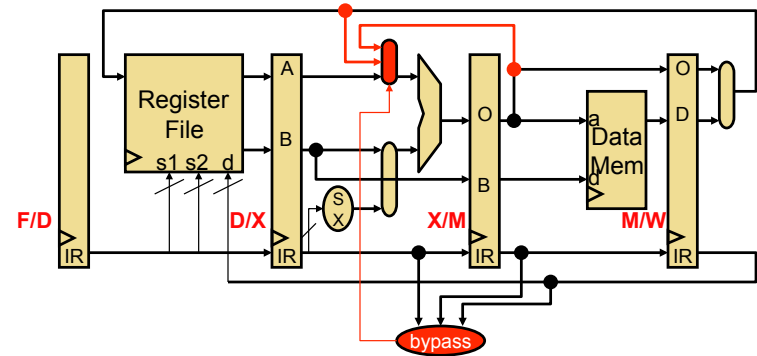 A
O
O
Register
File
B
O
D
a
Data
Mem
d
s1 s2 d
S
X
B
F/D
D/X
X/M
M/W
IR
IR
IR
IR
bypass